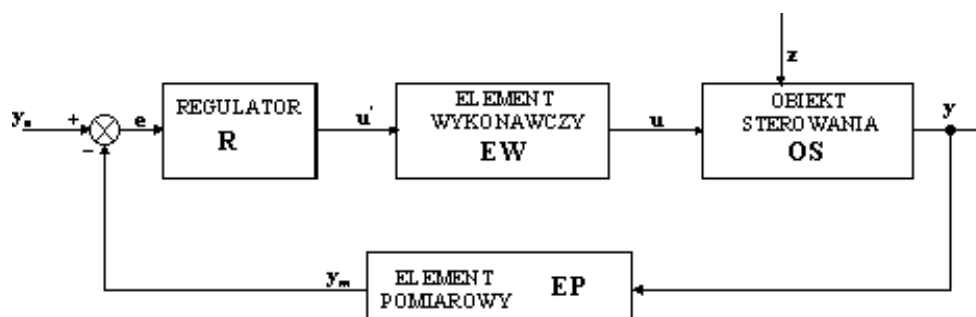 z
y₀
+
−
e
REGULATOR
R
u'
ELEMENT
WYKONAWCZY
EW
u
OBIEKT
STEROWANIA
OS
y
yₘ
ELEMENT
POMIAROWY
EP